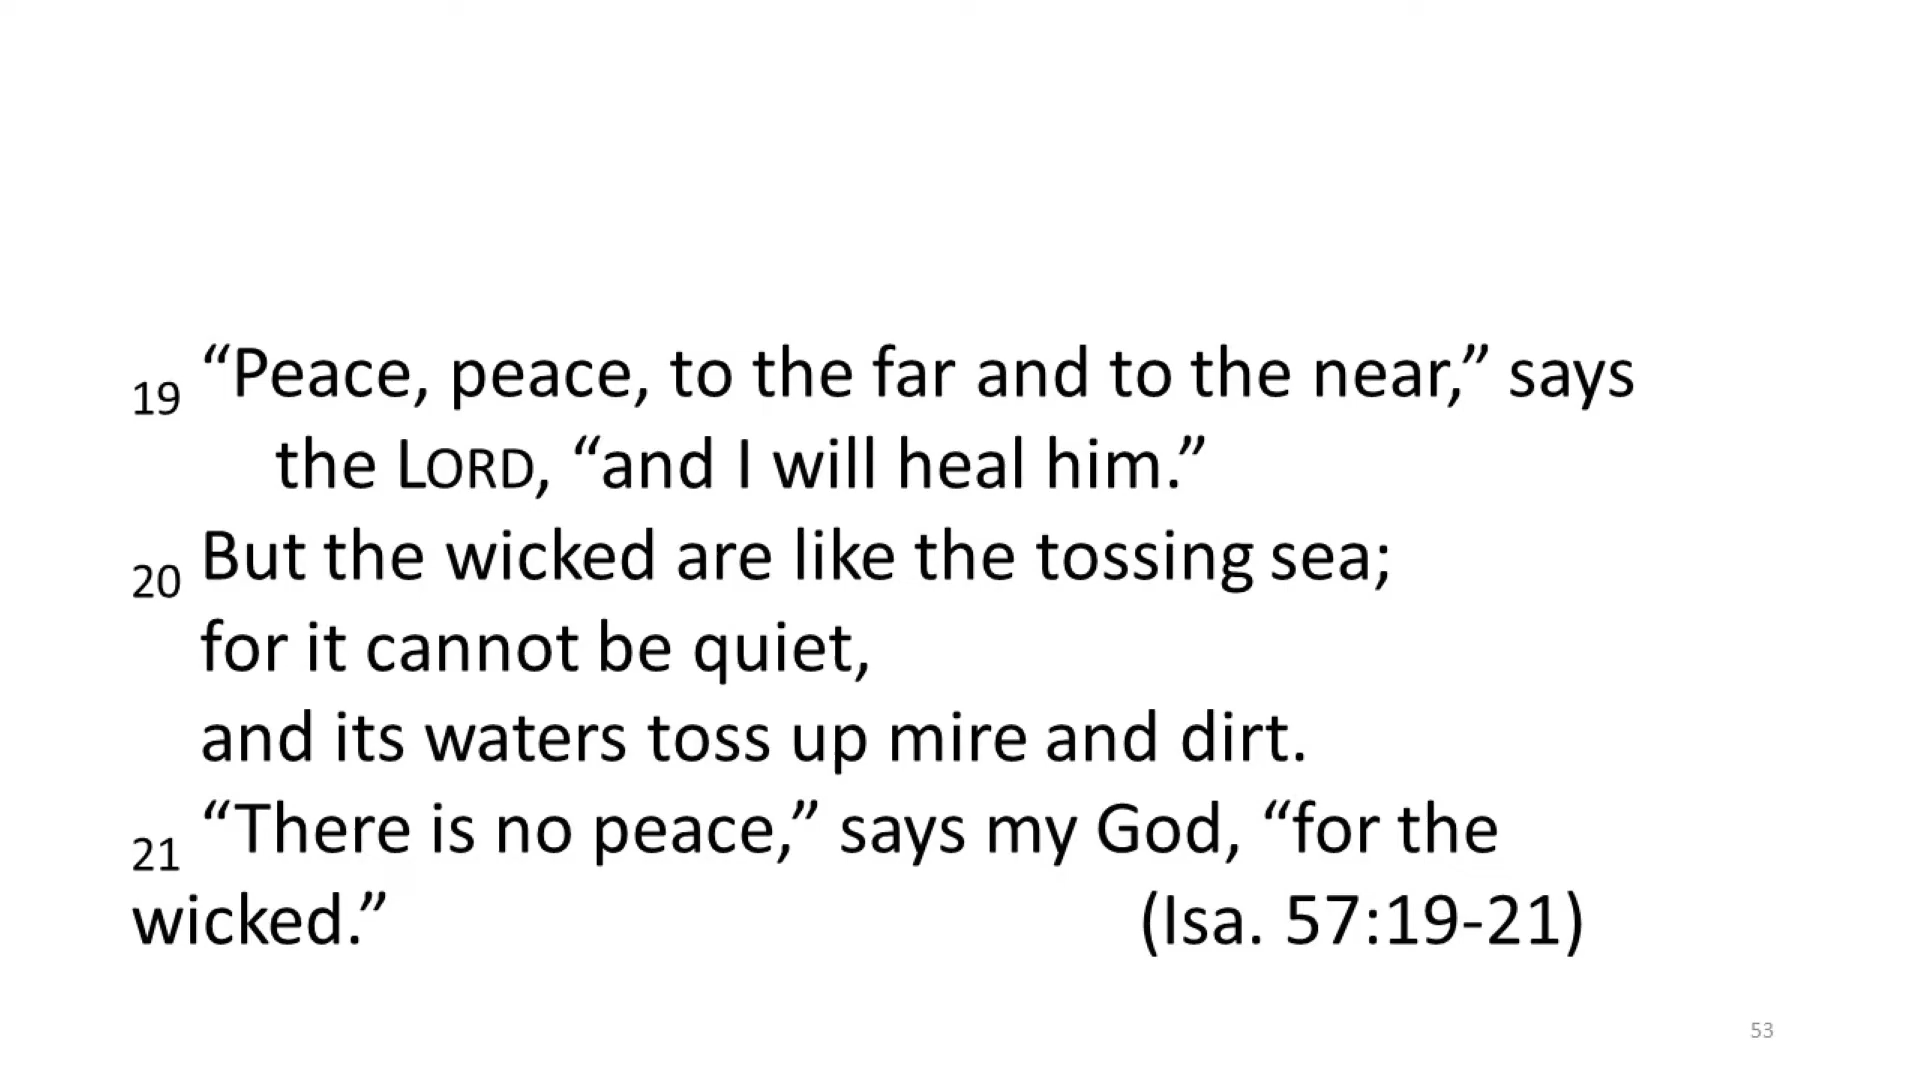 19 “Peace, peace, to the far and to the near,” says
the LORD, “and I will heal him.”
20 But the wicked are like the tossing sea;
for it cannot be quiet,
and its waters toss up mire and dirt.
21 “There is no peace,” says my God, “for the
wicked.” (Isa. 57:19-21)
53